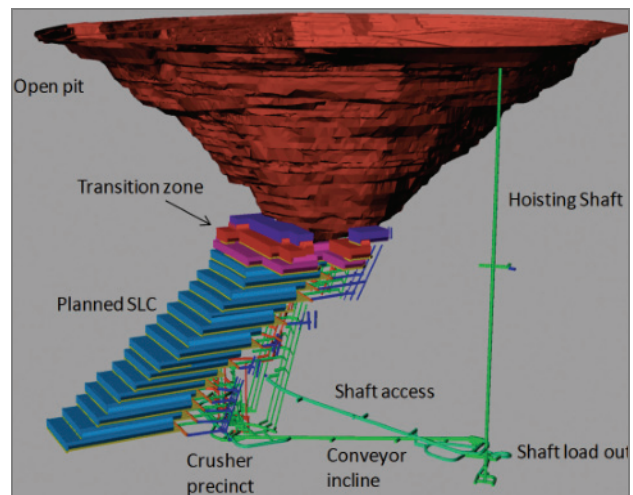 Open pit
Transition zone
Hoisting Shaft
Planned SLC
Shaft access
Shaft load out
Crusher
precinct
Conveyor
incline